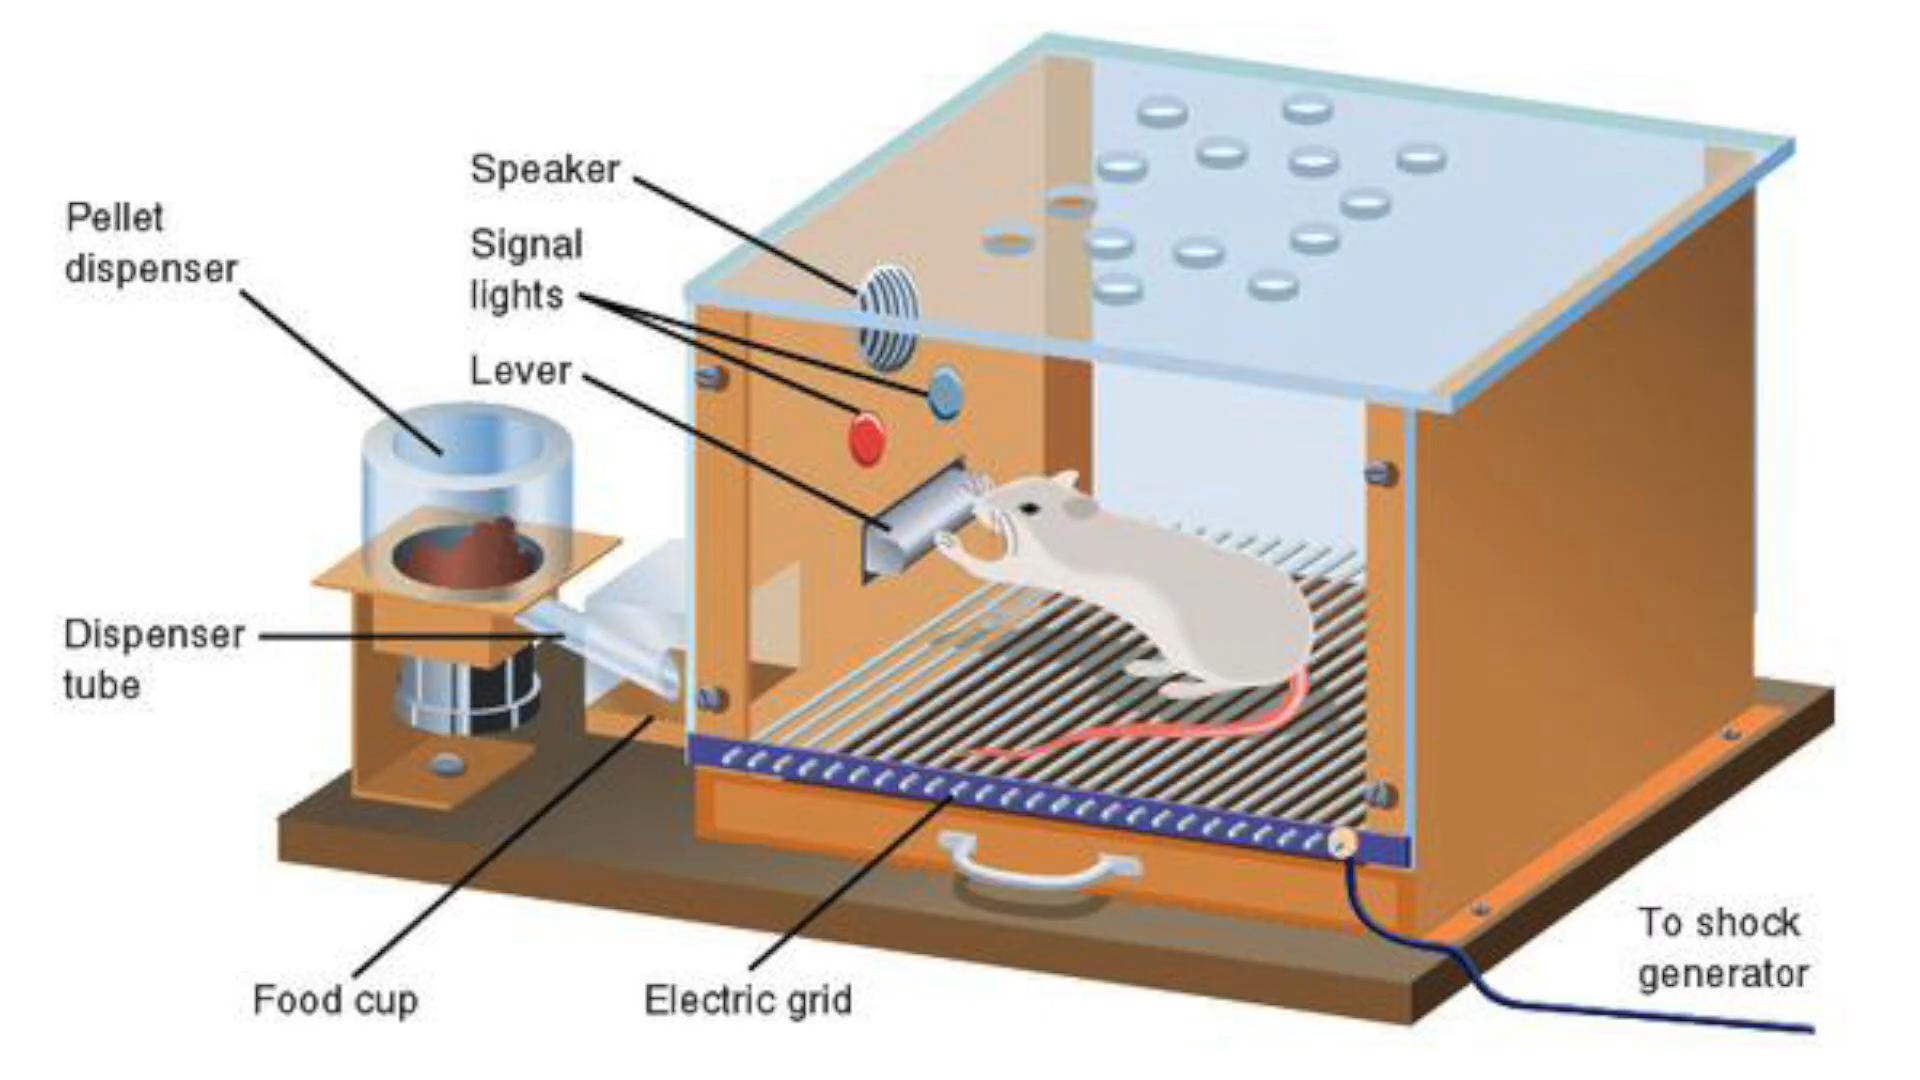 Speaker
Pellet
dispenser
Signal
lights
Lever
Dispenser
tube
Food cup
Electric grid
To shock
generator